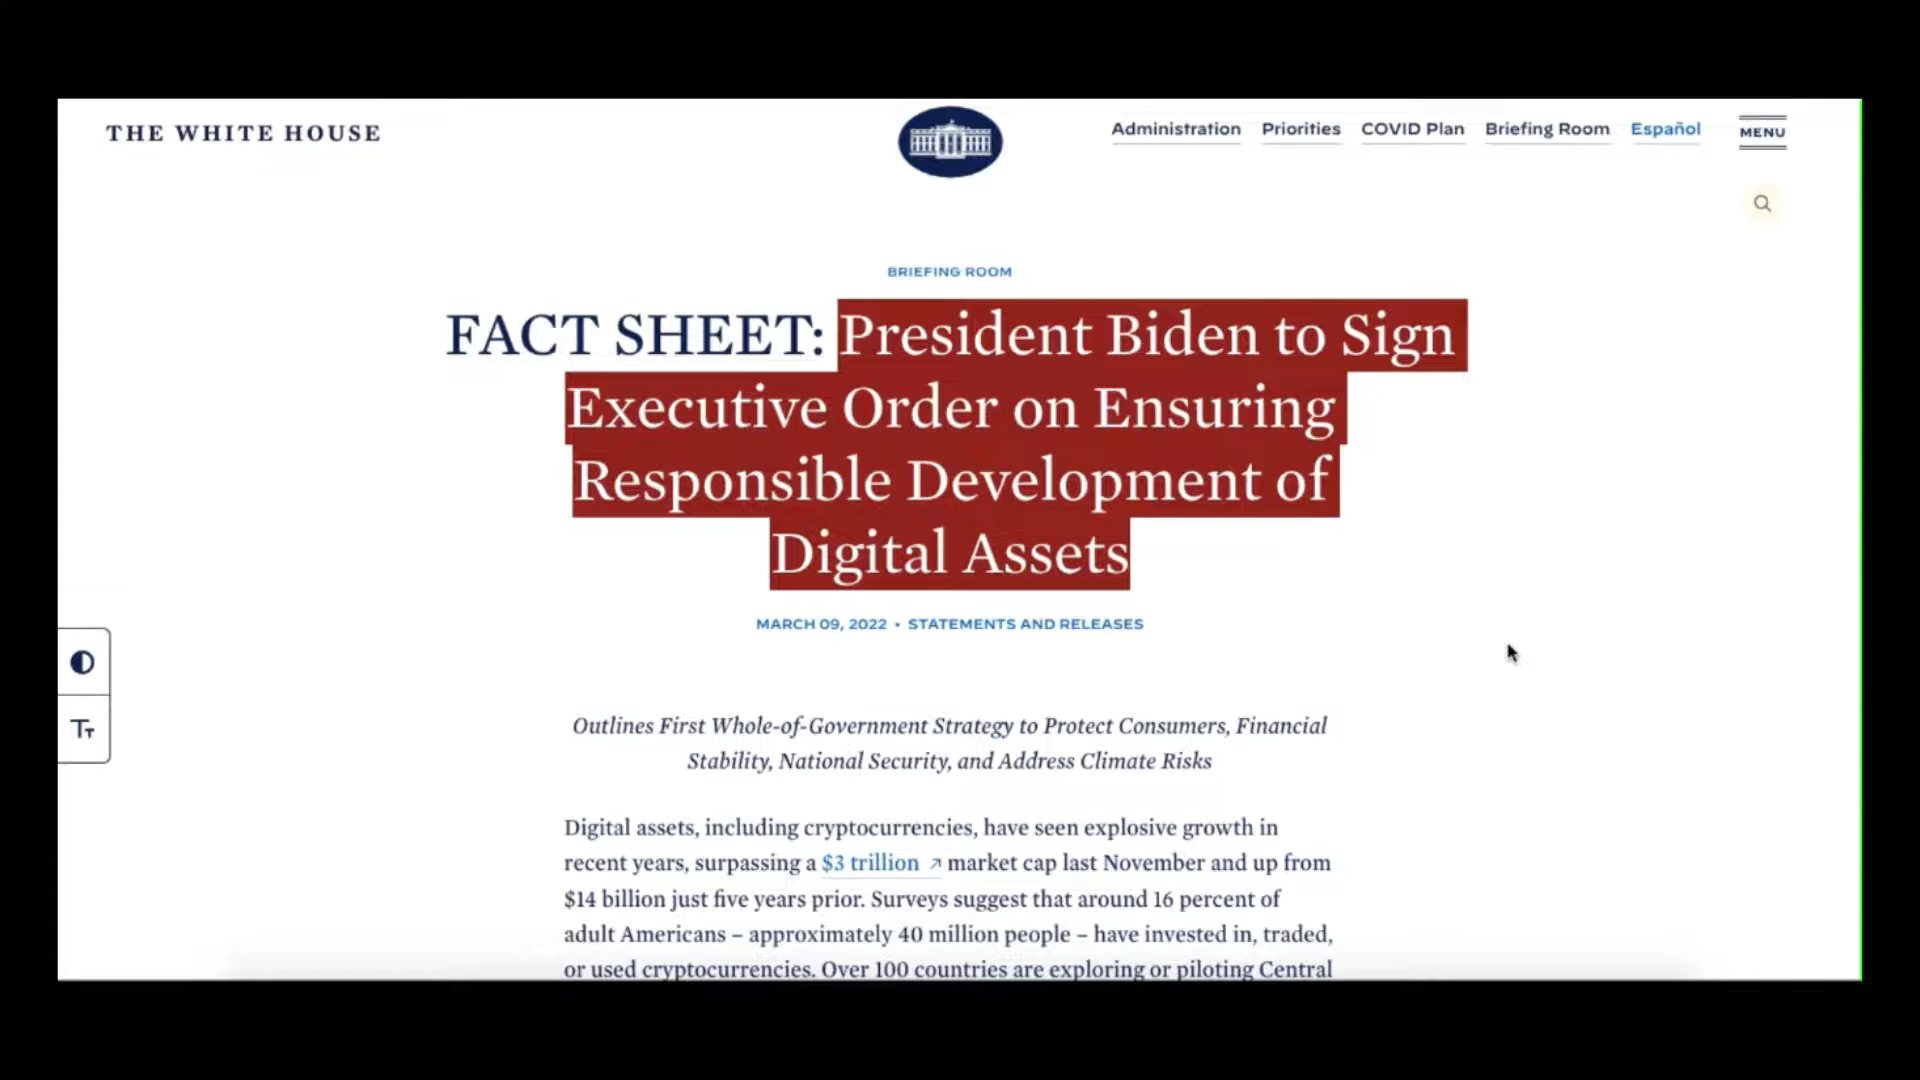 THE WHITE HOUSE
Administration Priorities COVID Plan Briefing Room Español MENU
BRIEFING ROOM
FACT SHEET: President Biden to Sign
Executive Order on Ensuring
Responsible Development of
Digital Assets
MARCH 09, 2022 • STATEMENTS AND RELEASES
Tт
Outlines First Whole-of-Government Strategy to Protect Consumers, Financial
Stability, National Security, and Address Climate Risks
Digital assets, including cryptocurrencies, have seen explosive growth in
recent years, surpassing a $3 trillion ↗ market cap last November and up from
$14 billion just five years prior. Surveys suggest that around 16 percent of
adult Americans – approximately 40 million people – have invested in, traded,
or used cryptocurrencies. Over 100 countries are exploring or piloting Central